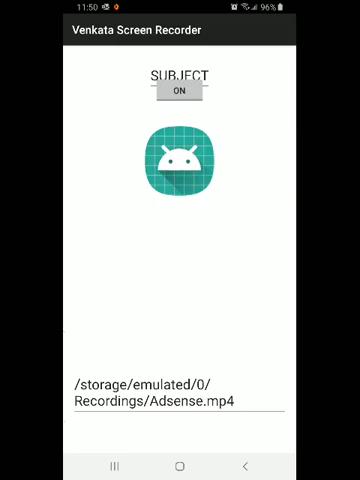 11:50
96%
Venkata Screen Recorder
SUBJECT
ON
/storage/emulated/0/
Recordings/Adsense.mp4